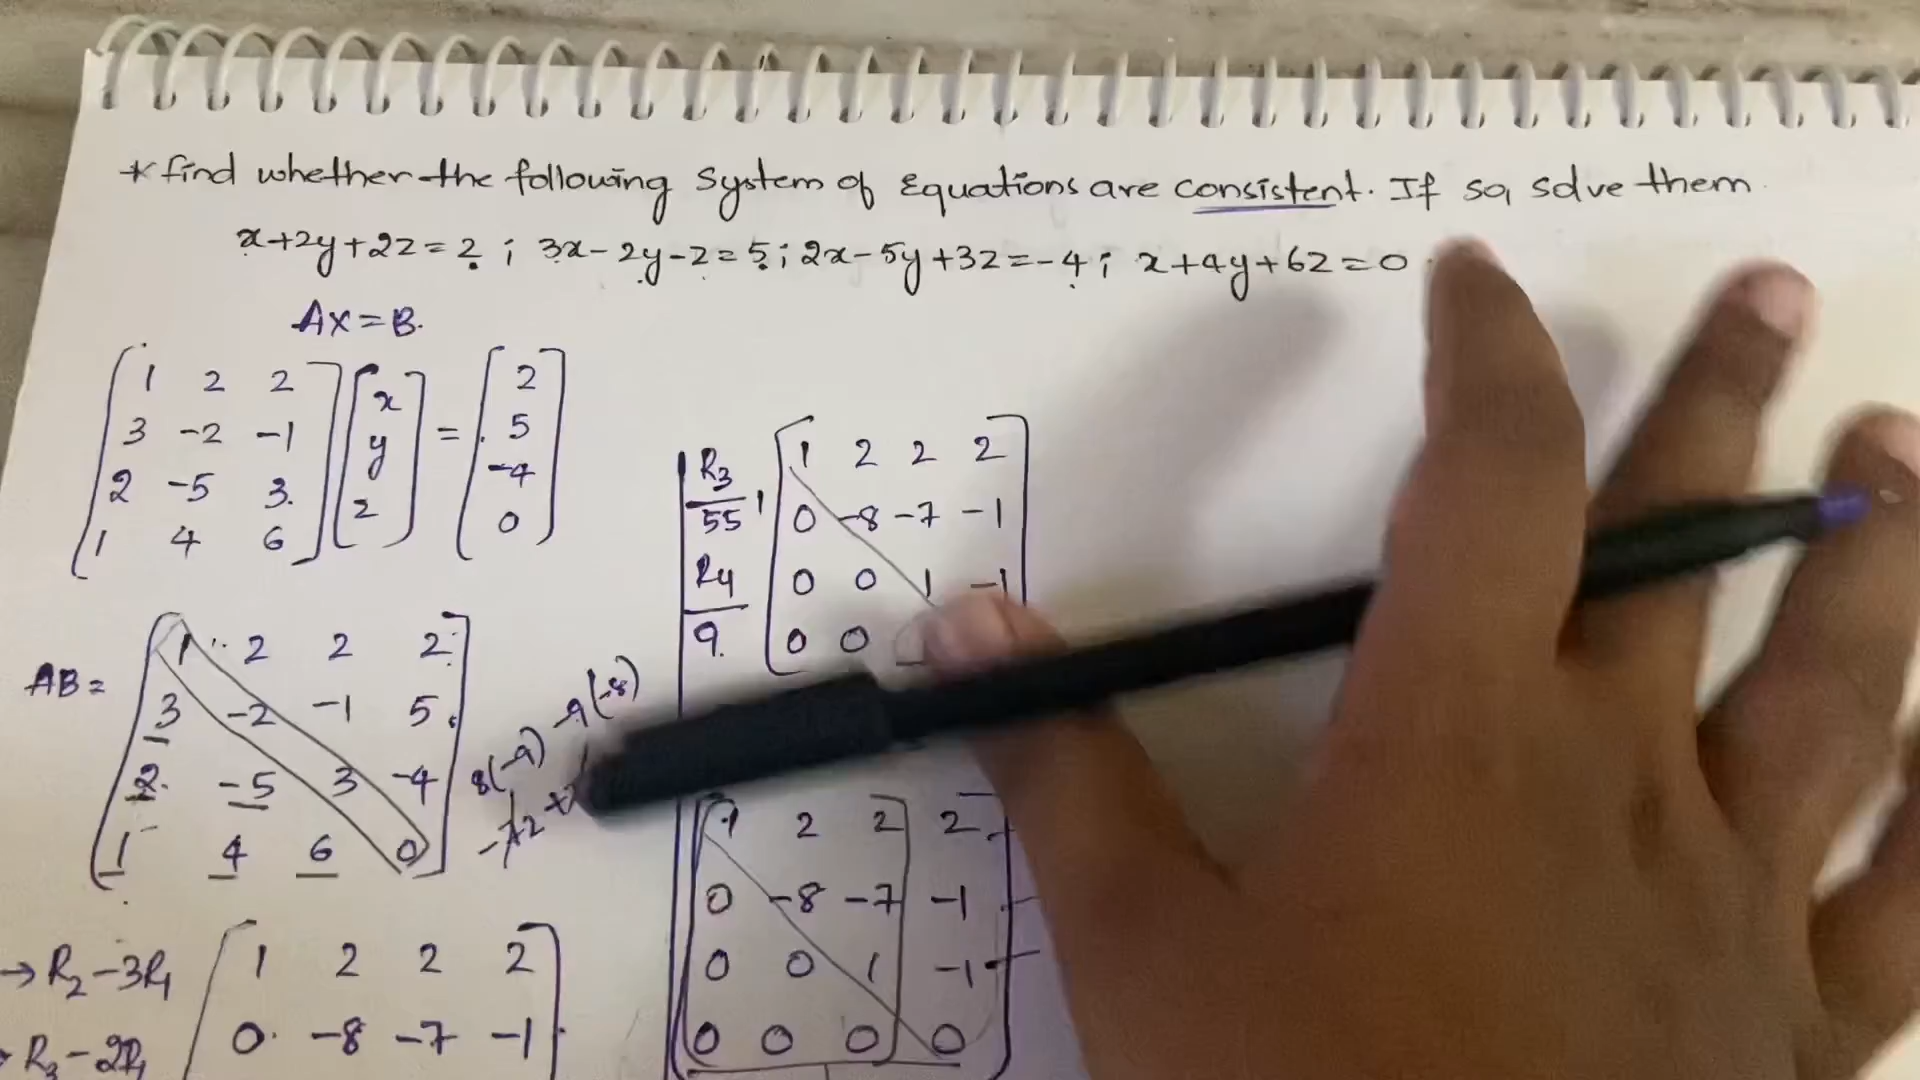 * find whether the following system of Equations are consistent. If so, solve them.
x+2y+2z=2 ; 3x-2y-z=5 ; 2x-5y+3z=-4 ; x+4y+6z=0
AX=B.
1 2 2 x 2
3 -2 -1 y = 5
2 -5 3 z -4
1 4 6 0
AB=
1 2 2 2
3 -2 -1 5
2 -5 3 -4
1 4 6 0
8(-9) -9(-8)
-72 +
→ R2-3R1 1 2 2 2
R3-2R1 0 -8 -7 -1
R3/55 , 1 2 2 2
0 -8 -7 -1
R4/9 0 0 1 -1
0 0
1 2 2 2
0 -8 -7 -1
0 0 1 -1
0 0 0 0